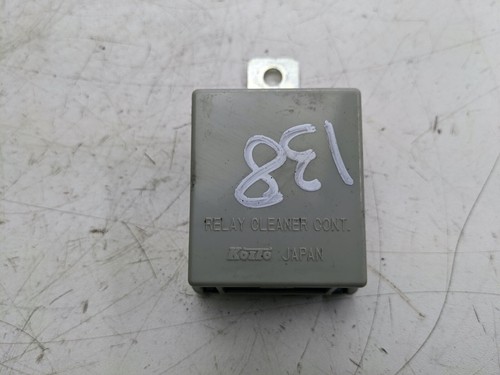 138
RELAY CLEANER CONT.
Koito JAPAN